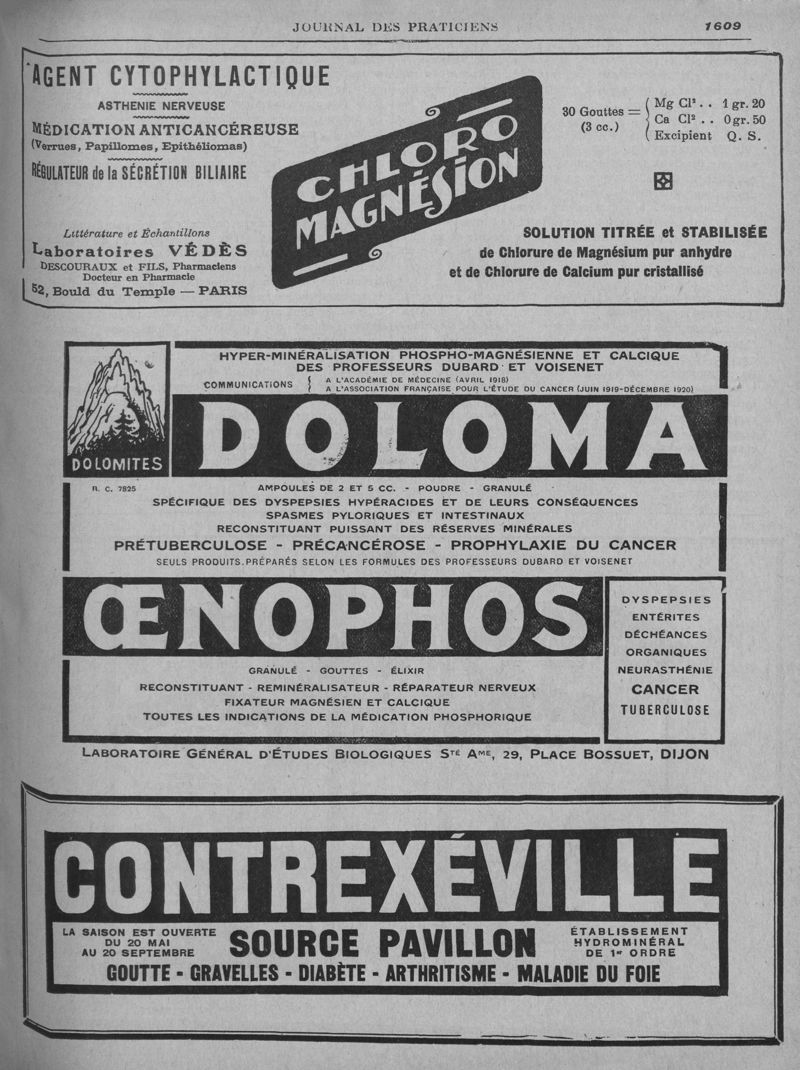 JOURNAL DES PRATICIENS 1609
AGENT CYTOPHYLACTIQUE
ASTHENIE NERVEUSE
MÉDICATION ANTICANCÉREUSE
(Verrues, Papillomes, Epithéliomas)
RÉGULATEUR de la SÉCRÉTION BILIAIRE
Littérature et Échantillons
Laboratoires VÉDÈS
DESCOURAUX et FILS, Pharmaciens
Docteur en Pharmacie
52, Bould du Temple — PARIS
CHLORO
MAGNÉSION
30 Gouttes =
(3 cc.)
Mg Cl² . . 1 gr. 20
Ca Cl² . . 0 gr. 50
Excipient Q. S.
SOLUTION TITRÉE et STABILISÉE
de Chlorure de Magnésium pur anhydre
et de Chlorure de Calcium pur cristallisé
DOLOMITES
HYPER-MINÉRALISATION PHOSPHO-MAGNÉSIENNE ET CALCIQUE
DES PROFESSEURS DUBARD ET VOISENET
COMMUNICATIONS
A L'ACADÉMIE DE MÉDECINE (AVRIL 1918)
A L'ASSOCIATION FRANÇAISE POUR L'ÉTUDE DU CANCER (JUIN 1919-DÉCEMBRE 1920)
DOLOMA
R. C. 7825
AMPOULES DE 2 ET 5 CC. - POUDRE - GRANULÉ
SPÉCIFIQUE DES DYSPEPSIES HYPÉRACIDES ET DE LEURS CONSÉQUENCES
SPASMES PYLORIQUES ET INTESTINAUX
RECONSTITUANT PUISSANT DES RÉSERVES MINÉRALES
PRÉTUBERCULOSE - PRÉCANCÉROSE - PROPHYLAXIE DU CANCER
SEULS PRODUITS PRÉPARÉS SELON LES FORMULES DES PROFESSEURS DUBARD ET VOISENET
ŒNOPHOS
GRANULÉ - GOUTTES - ÉLIXIR
RECONSTITUANT - REMINÉRALISATEUR - RÉPARATEUR NERVEUX
FIXATEUR MAGNÉSIEN ET CALCIQUE
TOUTES LES INDICATIONS DE LA MÉDICATION PHOSPHORIQUE
DYSPEPSIES
ENTÉRITES
DÉCHÉANCES
ORGANIQUES
NEURASTHÉNIE
CANCER
TUBERCULOSE
LABORATOIRE GÉNÉRAL D'ÉTUDES BIOLOGIQUES STÉ AME, 29, PLACE BOSSUET, DIJON
CONTREXÉVILLE
LA SAISON EST OUVERTE
DU 20 MAI
AU 20 SEPTEMBRE
SOURCE PAVILLON
ÉTABLISSEMENT
HYDROMINÉRAL
DE 1er ORDRE
GOUTTE - GRAVELLES - DIABÈTE - ARTHRITISME - MALADIE DU FOIE